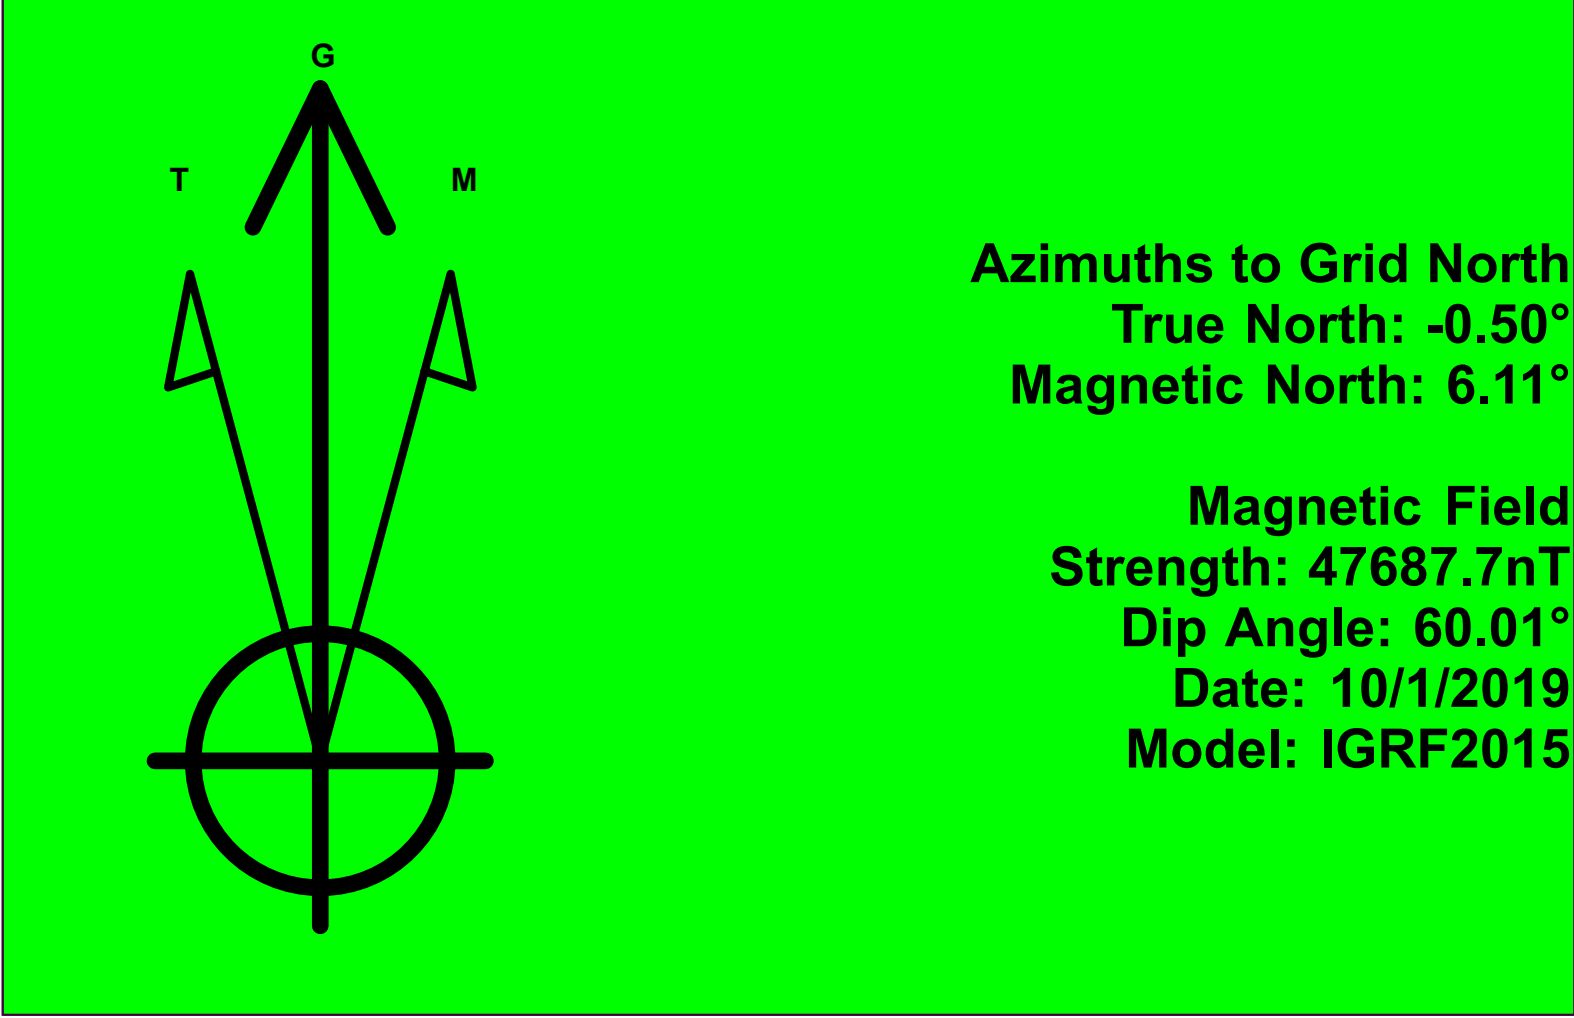 G
T
M
Azimuths to Grid North
True North: -0.50°
Magnetic North: 6.11°
Magnetic Field
Strength: 47687.7nT
Dip Angle: 60.01°
Date: 10/1/2019
Model: IGRF2015